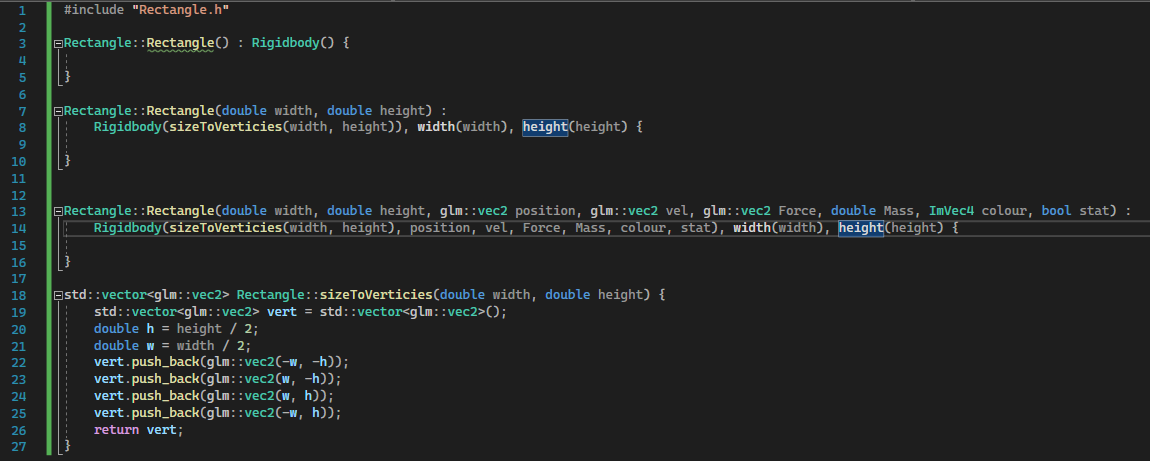 1 #include "Rectangle.h"
2
3 Rectangle::Rectangle() : Rigidbody() {
4
5 }
6
7 Rectangle::Rectangle(double width, double height) :
8 Rigidbody(sizeToVerticies(width, height)), width(width), height(height) {
9
10 }
11
12
13 Rectangle::Rectangle(double width, double height, glm::vec2 position, glm::vec2 vel, glm::vec2 Force, double Mass, ImVec4 colour, bool stat) :
14 Rigidbody(sizeToVerticies(width, height), position, vel, Force, Mass, colour, stat), width(width), height(height) {
15
16 }
17
18 std::vector<glm::vec2> Rectangle::sizeToVerticies(double width, double height) {
19 std::vector<glm::vec2> vert = std::vector<glm::vec2>();
20 double h = height / 2;
21 double w = width / 2;
22 vert.push_back(glm::vec2(-w, -h));
23 vert.push_back(glm::vec2(w, -h));
24 vert.push_back(glm::vec2(w, h));
25 vert.push_back(glm::vec2(-w, h));
26 return vert;
27 }